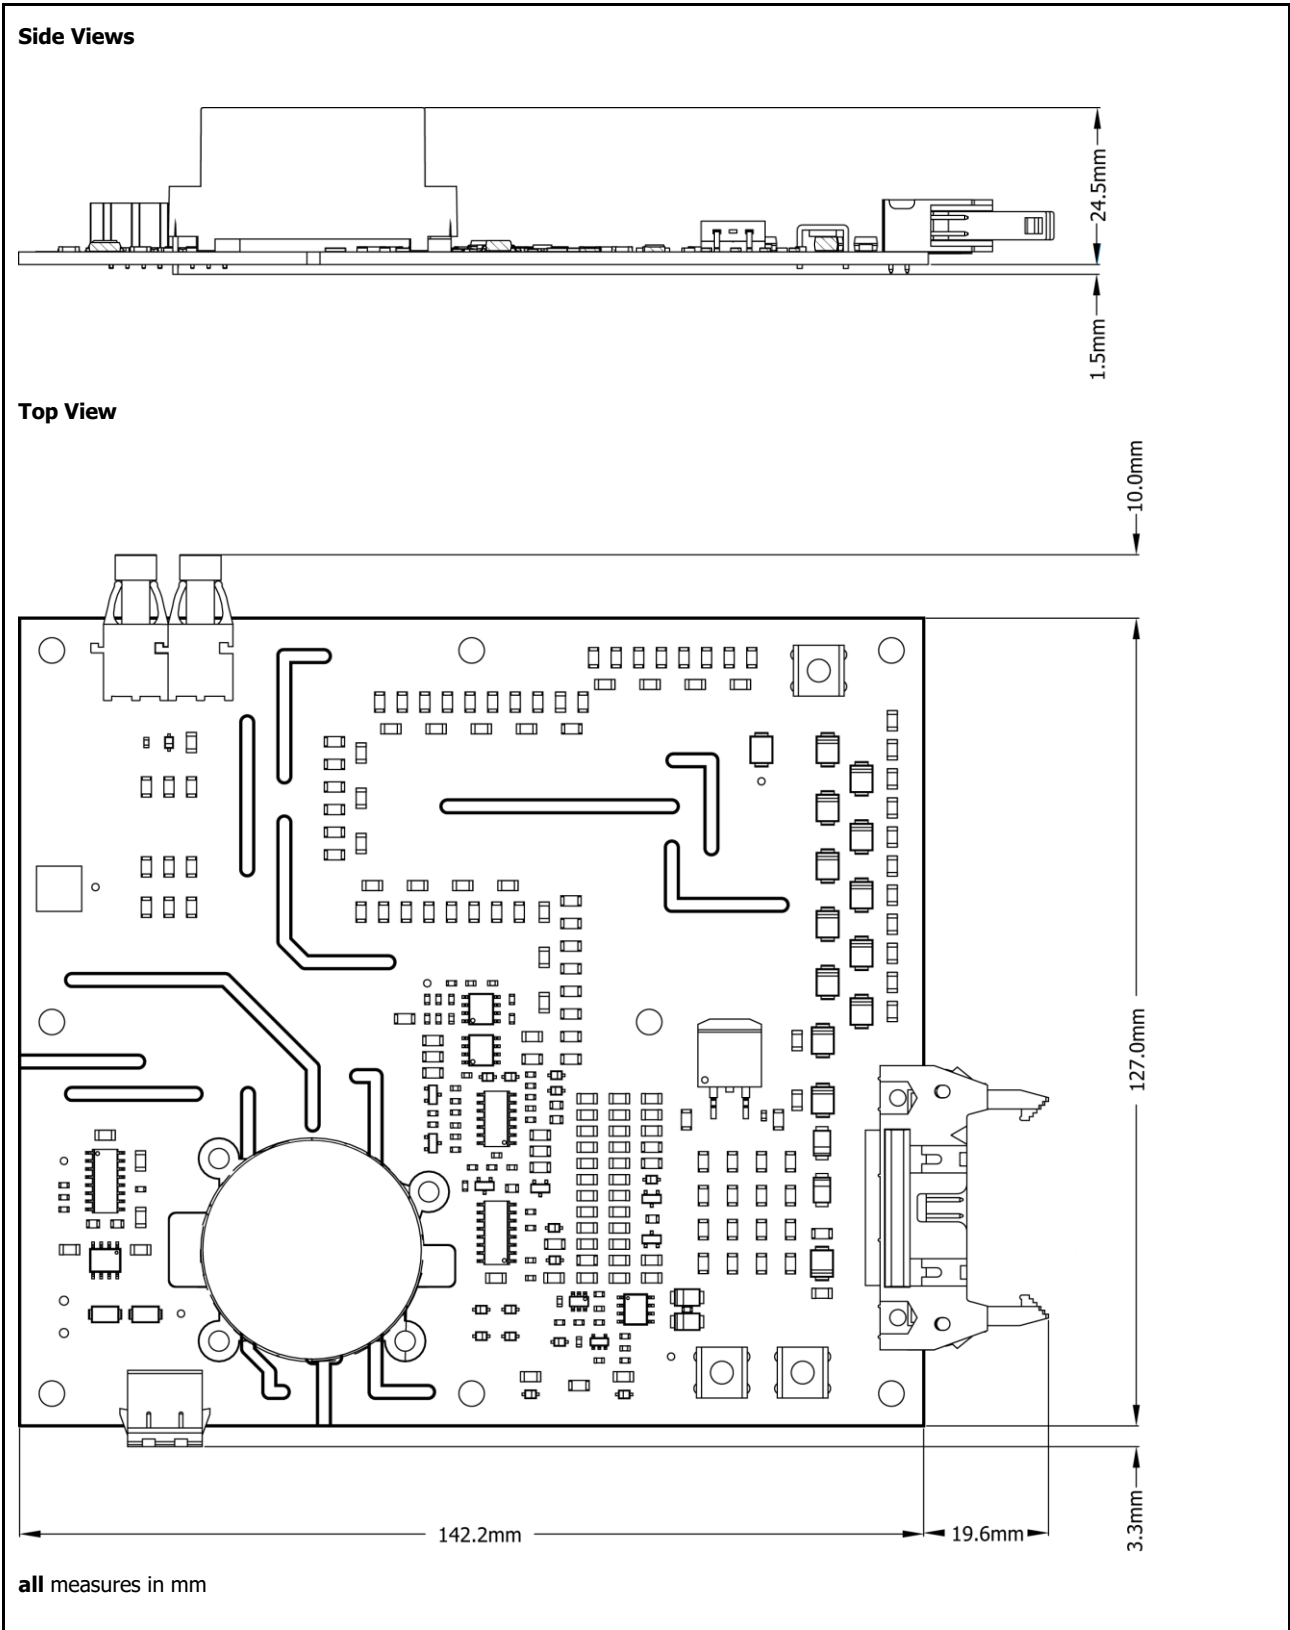 Side Views
24.5mm
1.5mm
Top View
10.0mm
127.0mm
142.2mm
19.6mm
3.3mm
all measures in mm